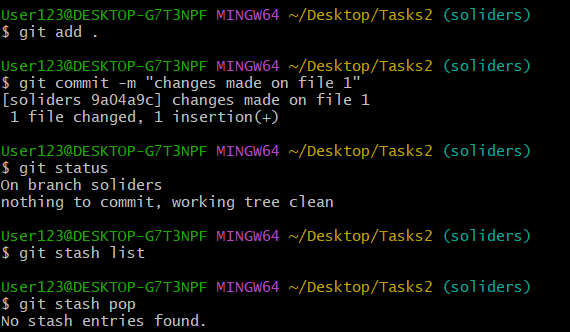 User123@DESKTOP-G7T3NPF MINGW64 ~/Desktop/Tasks2 (soliders)
$ git add .
User123@DESKTOP-G7T3NPF MINGW64 ~/Desktop/Tasks2 (soliders)
$ git commit -m "changes made on file 1"
[soliders 9a04a9c] changes made on file 1
 1 file changed, 1 insertion(+)
User123@DESKTOP-G7T3NPF MINGW64 ~/Desktop/Tasks2 (soliders)
$ git status
On branch soliders
nothing to commit, working tree clean
User123@DESKTOP-G7T3NPF MINGW64 ~/Desktop/Tasks2 (soliders)
$ git stash list
User123@DESKTOP-G7T3NPF MINGW64 ~/Desktop/Tasks2 (soliders)
$ git stash pop
No stash entries found.